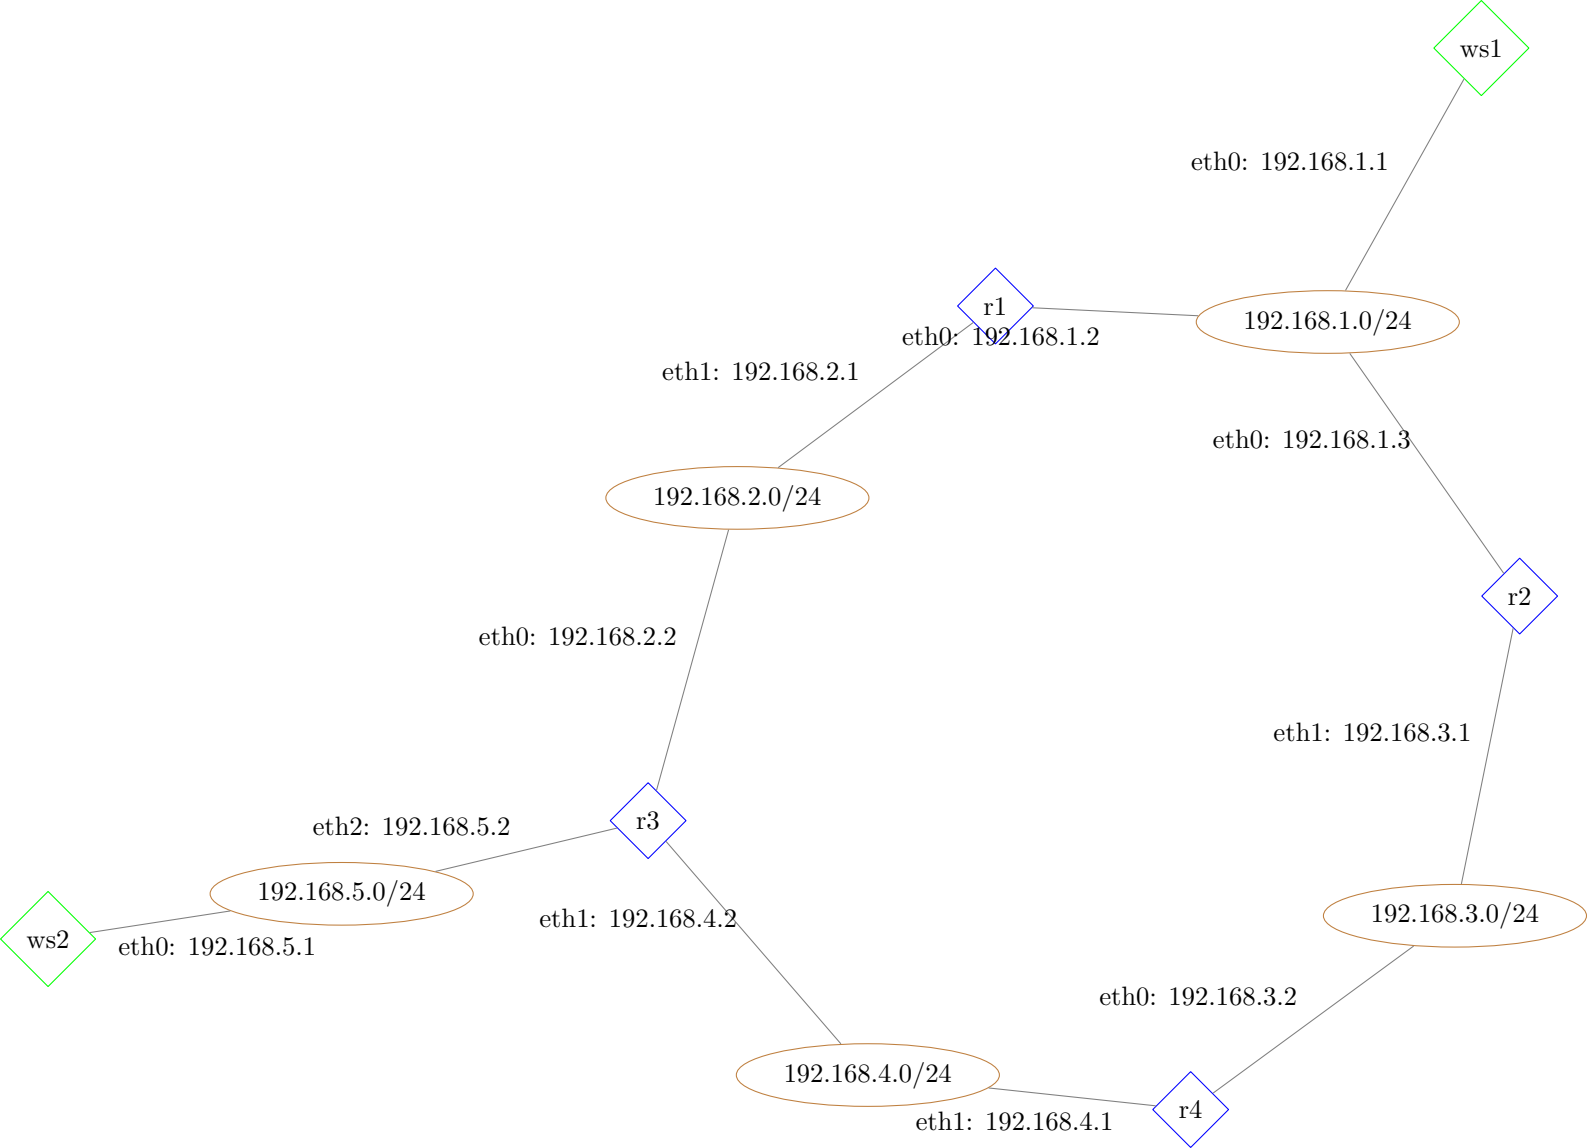 ws1
eth0: 192.168.1.1
r1
192.168.1.0/24
eth0: 192.168.1.2
eth1: 192.168.2.1
eth0: 192.168.1.3
192.168.2.0/24
r2
eth0: 192.168.2.2
eth1: 192.168.3.1
r3
eth2: 192.168.5.2
192.168.5.0/24
192.168.3.0/24
eth1: 192.168.4.2
ws2
eth0: 192.168.5.1
eth0: 192.168.3.2
192.168.4.0/24
r4
eth1: 192.168.4.1